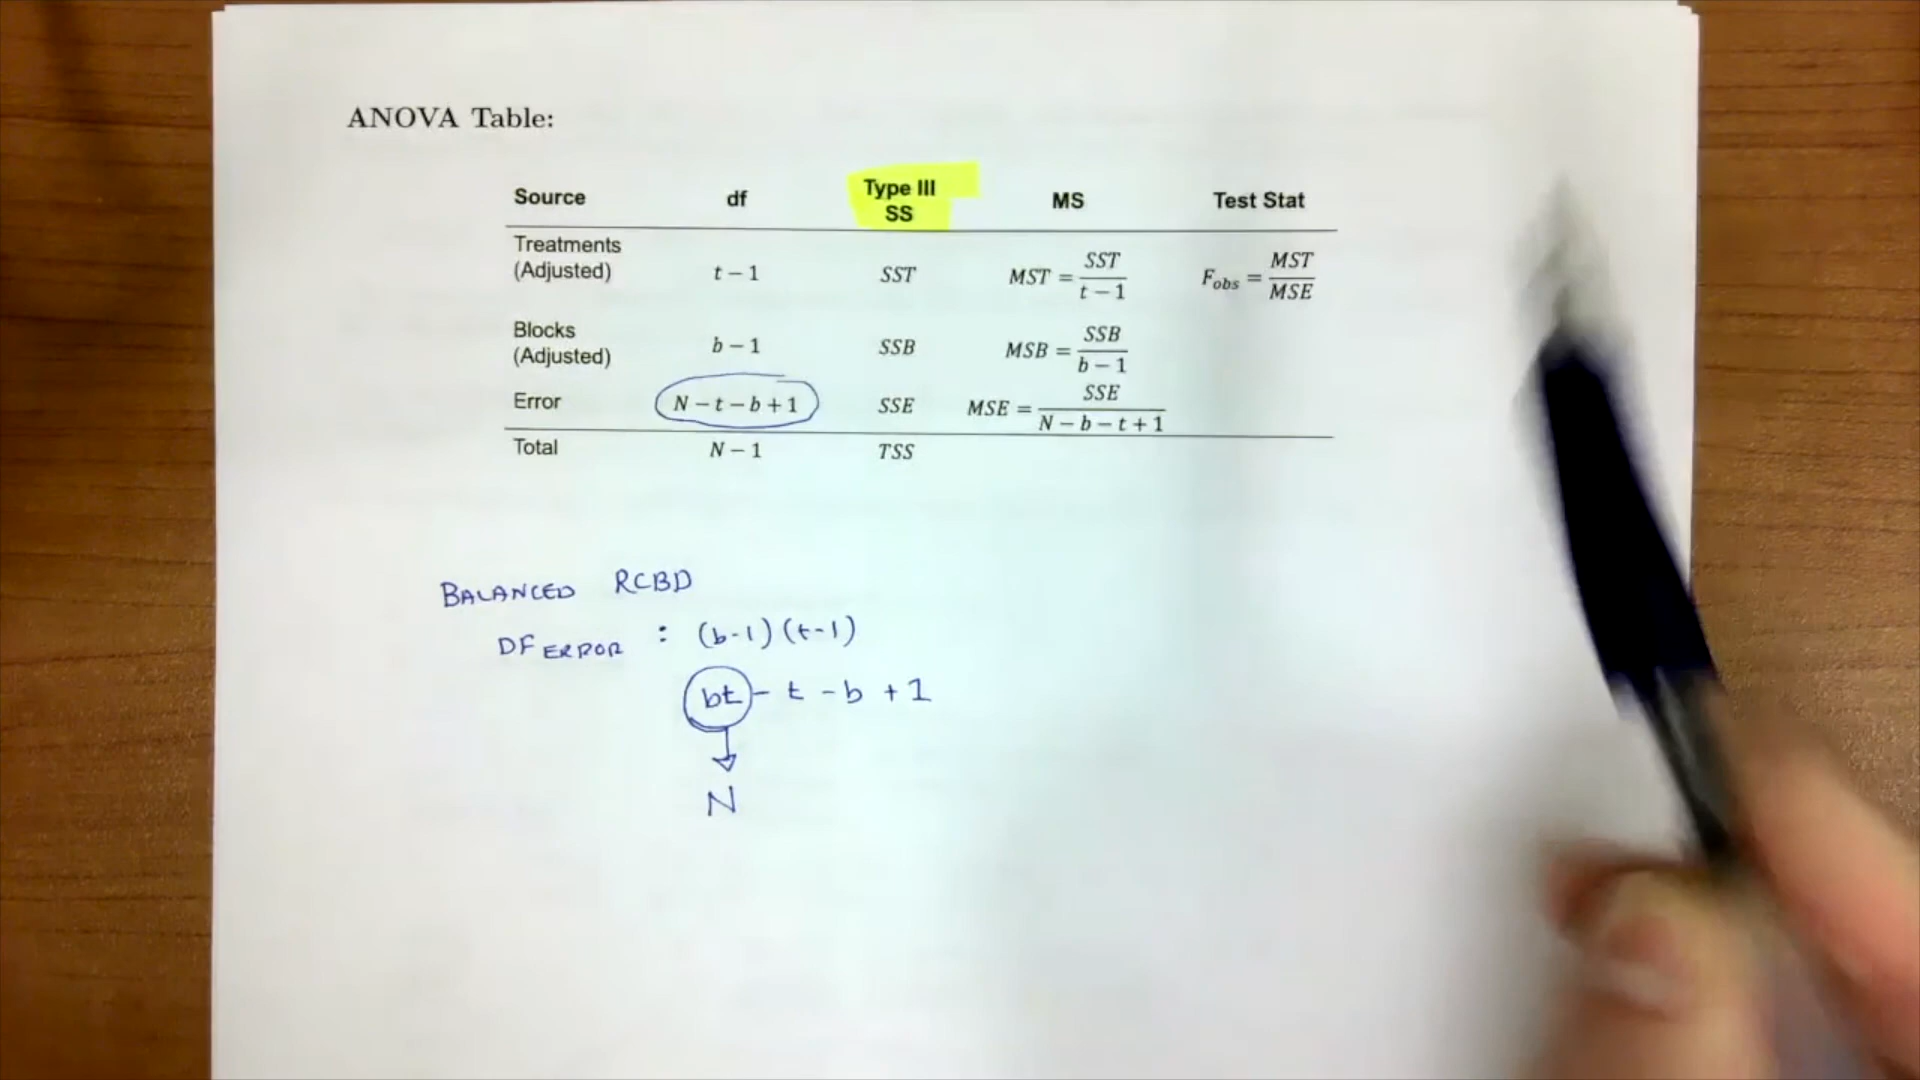 ANOVA Table:
Source df Type III SS MS Test Stat
Treatments (Adjusted) t − 1 SST MST = SST / t − 1 F_obs = MST / MSE
Blocks (Adjusted) b − 1 SSB MSB = SSB / b − 1
Error N − t − b + 1 SSE MSE = SSE / N − b − t + 1
Total N − 1 TSS
BALANCED RCBD
DF ERROR : (b-1)(t-1)
bt - t - b + 1
N